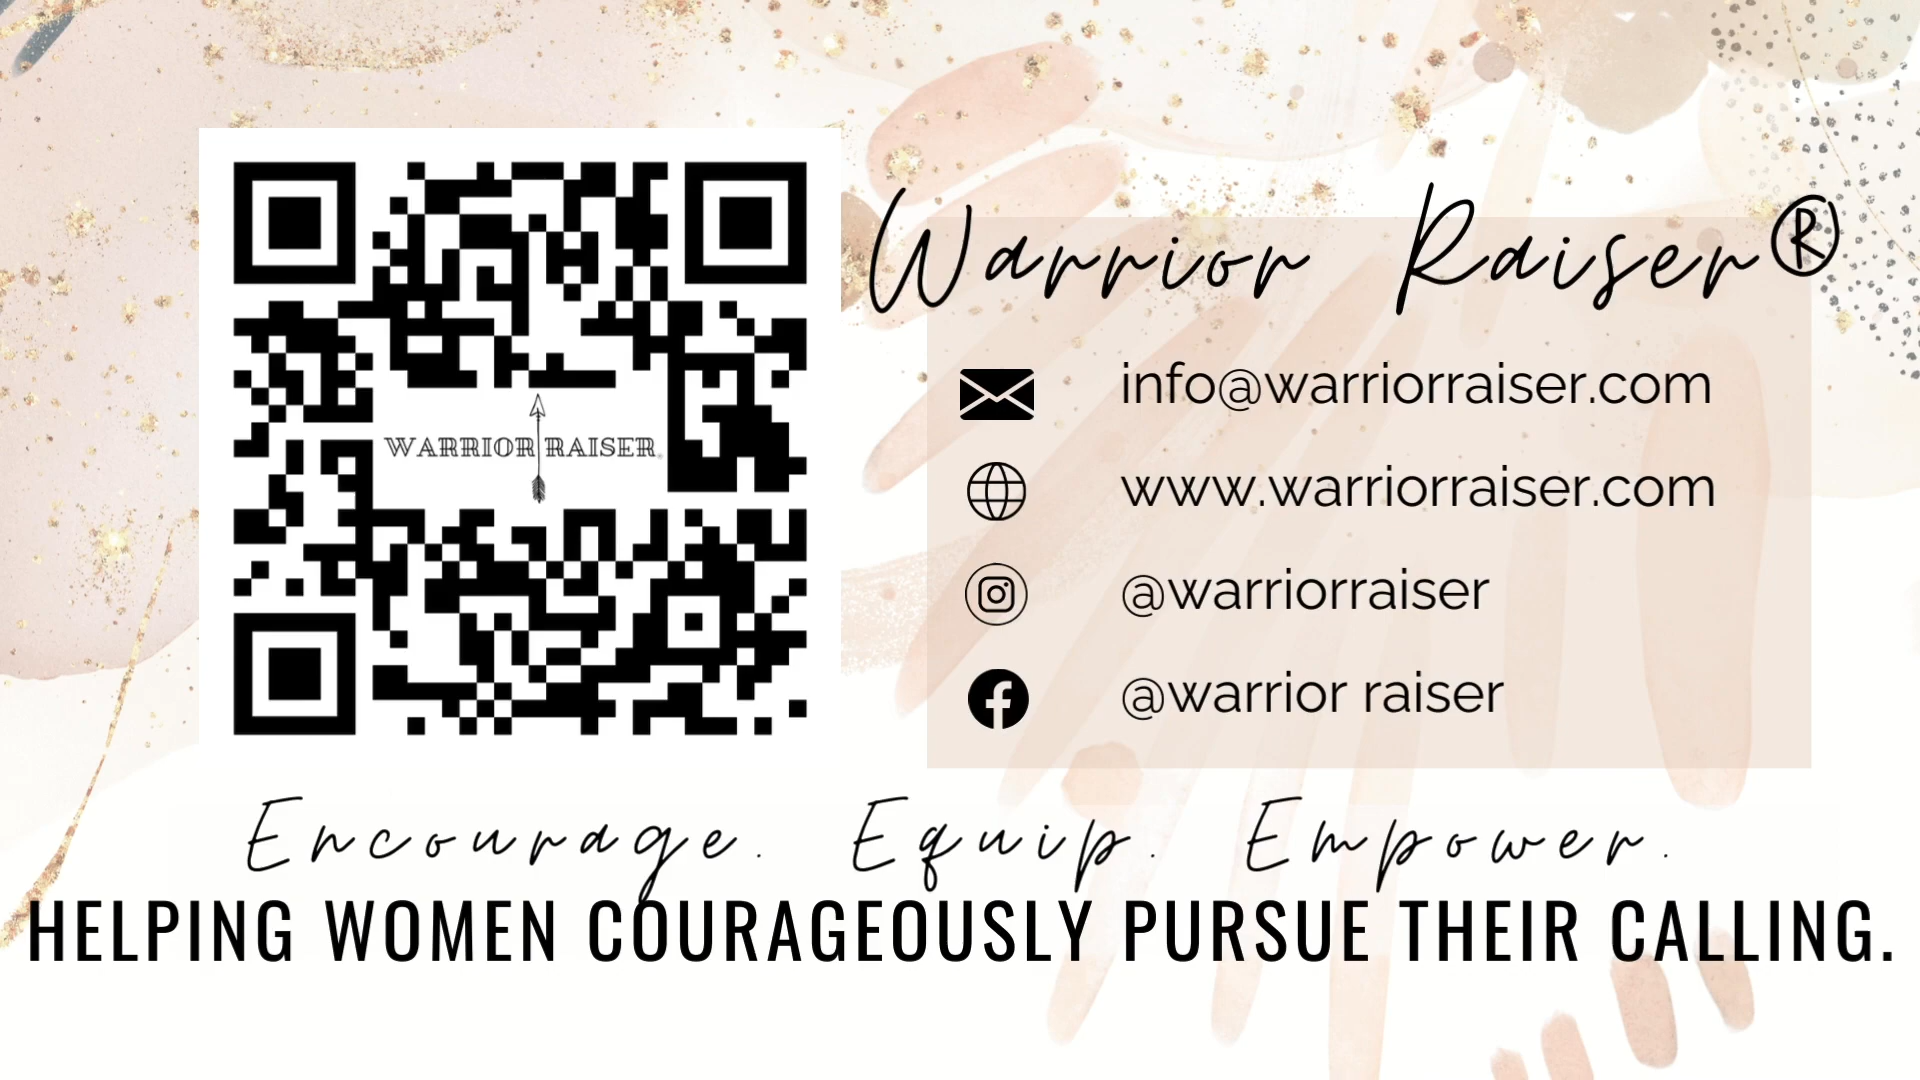 Warrior Raiser®
WARRIOR RAISER®
info@warriorraiser.com
www.warriorraiser.com
@warriorraiser
@warrior raiser
Encourage. Equip. Empower.
HELPING WOMEN COURAGEOUSLY PURSUE THEIR CALLING.